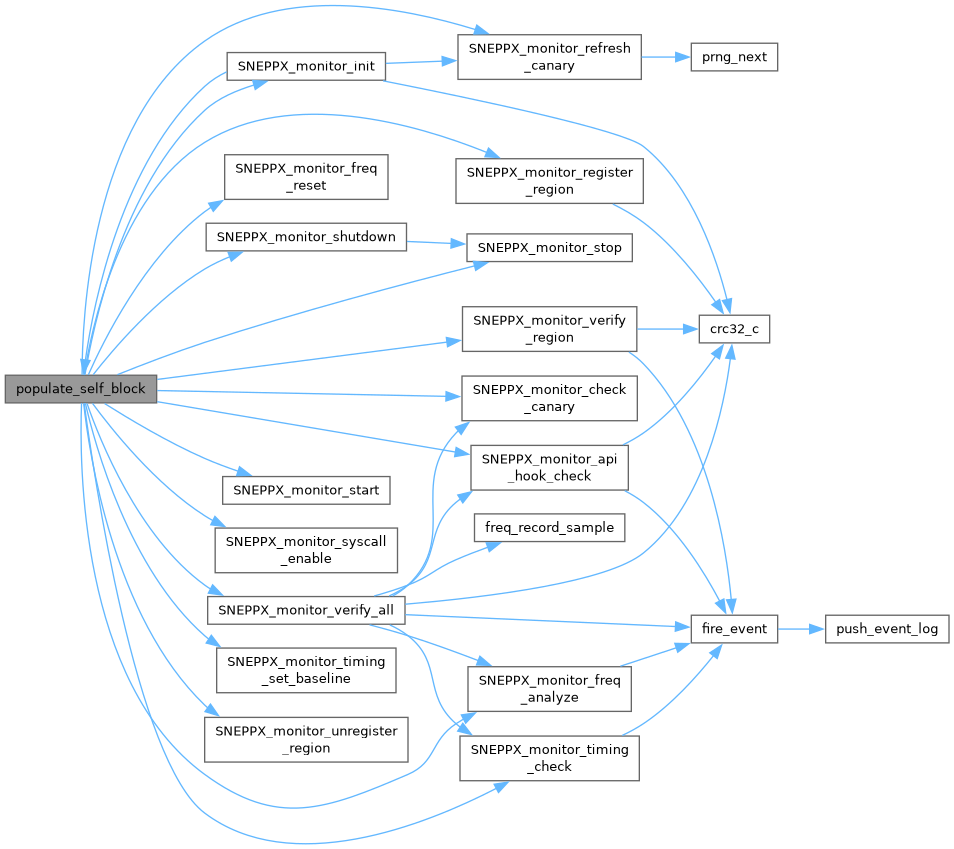 SNEPPX_monitor_refresh
_canary
prng_next
SNEPPX_monitor_init
SNEPPX_monitor_freq
_reset
SNEPPX_monitor_register
_region
SNEPPX_monitor_shutdown
SNEPPX_monitor_stop
SNEPPX_monitor_verify
_region
crc32_c
populate_self_block
SNEPPX_monitor_check
_canary
SNEPPX_monitor_api
_hook_check
SNEPPX_monitor_start
freq_record_sample
SNEPPX_monitor_syscall
_enable
SNEPPX_monitor_verify_all
fire_event
push_event_log
SNEPPX_monitor_timing
_set_baseline
SNEPPX_monitor_freq
_analyze
SNEPPX_monitor_unregister
_region
SNEPPX_monitor_timing
_check